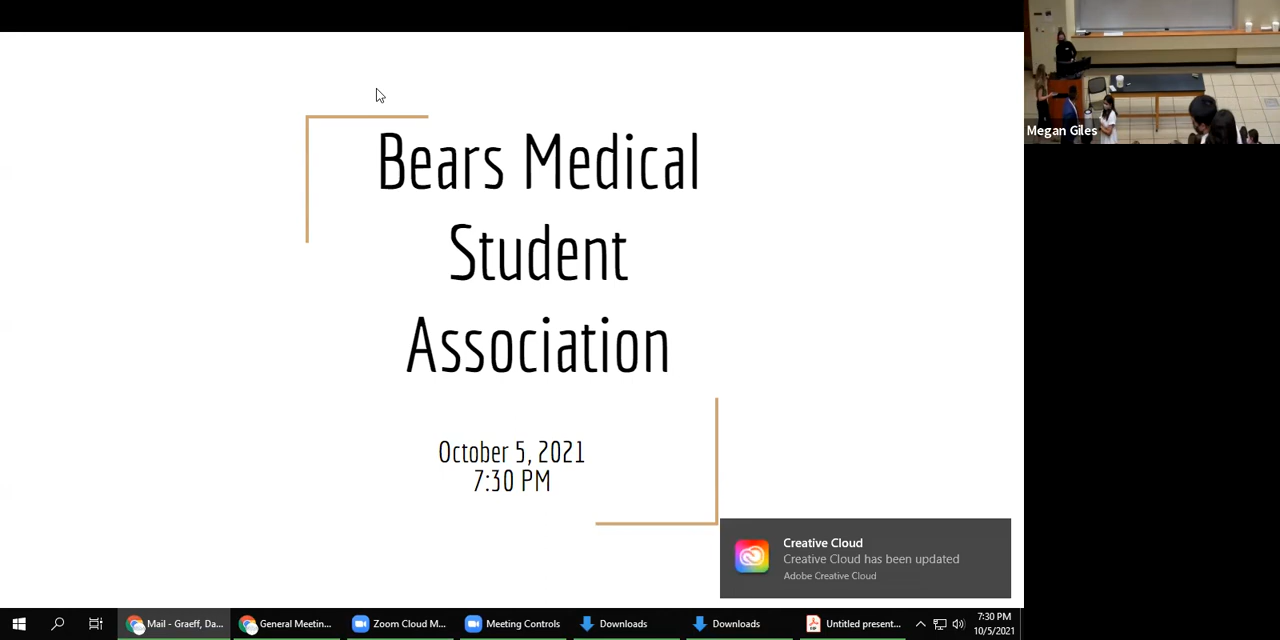 Bears Medical
Student
Association
October 5, 2021
7:30 PM
Megan Giles
Creative Cloud
Creative Cloud has been updated
Adobe Creative Cloud
Mail - Graeff, Da...
General Meetin...
Zoom Cloud M...
Meeting Controls
Downloads
Downloads
Untitled present...
7:30 PM
10/5/2021